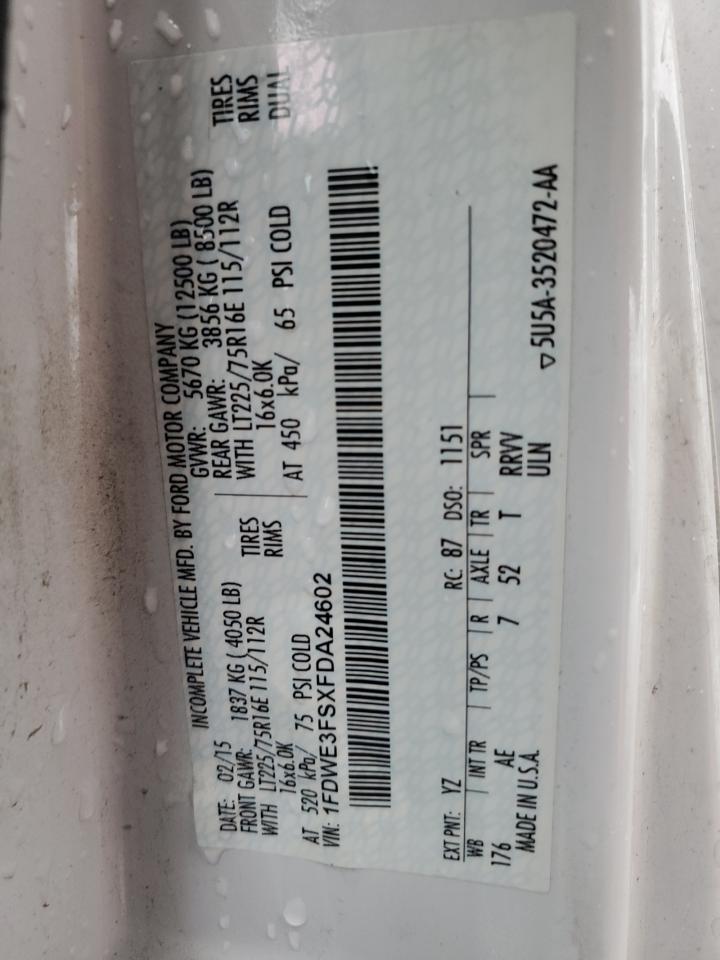 INCOMPLETE VEHICLE MFD. BY FORD MOTOR COMPANY
DATE: 02/15 GVWR: 5670 KG (12500 LB)
FRONT GAWR: 1837 KG ( 4050 LB) REAR GAWR: 3856 KG ( 8500 LB)
WITH LT225/75R16E 115/112R TIRES WITH LT225/75R16E 115/112R TIRES
16x6.0K RIMS 16x6.0K RIMS
AT 520 kPa/ 75 PSI COLD AT 450 kPa/ 65 PSI COLD DUAL
VIN: 1FDWE3FSXFDA24602
EXT PNT: YZ RC: 87 DSO: 1151
WB INT TR TP/PS R AXLE TR SPR
176 AE 7 52 T RRVV
MADE IN U.S.A. ULN
▽5U5A-3520472-AA